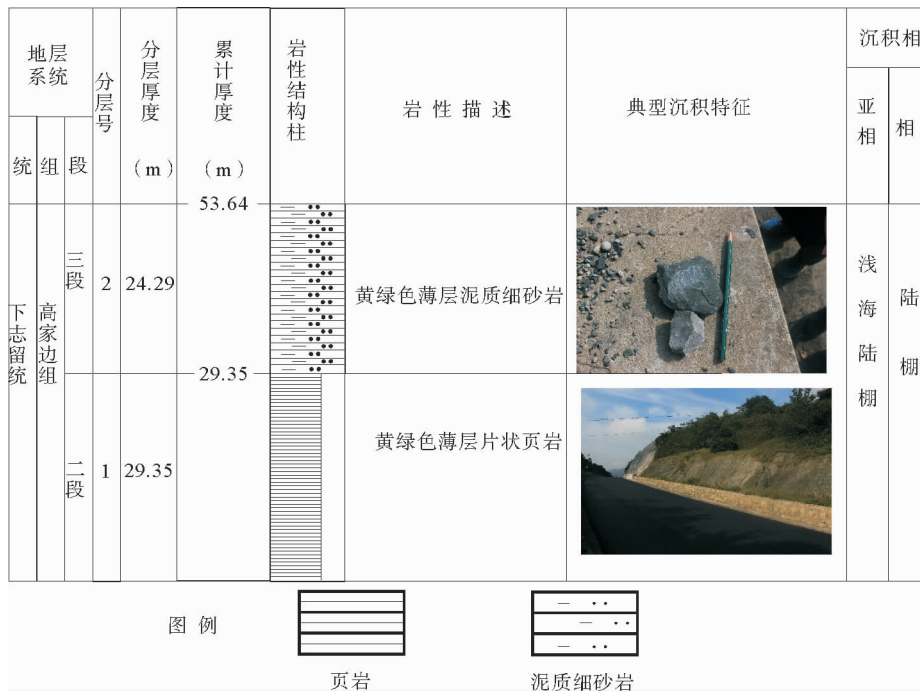 地层系统
分层号
分层厚度（m）
累计厚度（m）
岩性结构柱
岩 性 描 述
典型沉积特征
沉积相
统
组
段
亚相
相
53.64
下志留统
高家边组
三段
2
24.29
黄绿色薄层泥质细砂岩
浅海陆棚
陆棚
29.35
二段
1
29.35
黄绿色薄层片状页岩
图 例
页岩
泥质细砂岩